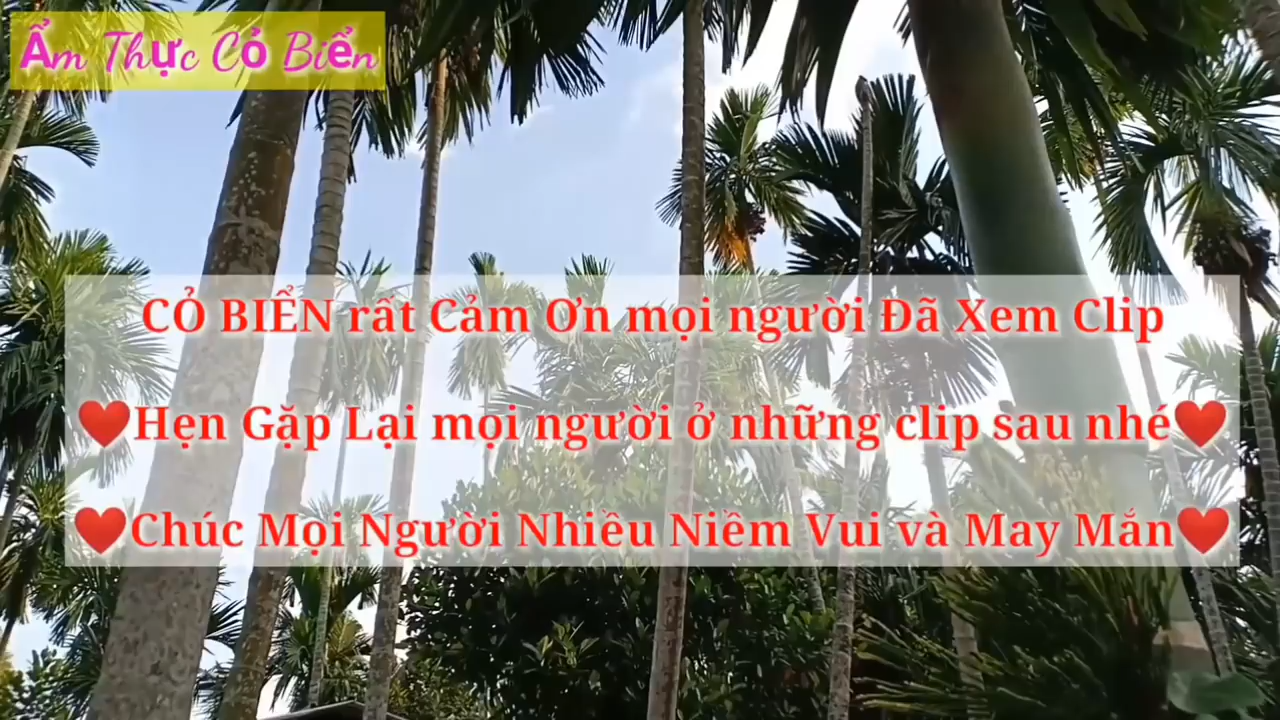 Ẩm Thực Cỏ Biển
CỎ BIỂN rất Cảm Ơn mọi người Đã Xem Clip
❤️Hẹn Gặp Lại mọi người ở những clip sau nhé❤️
❤️Chúc Mọi Người Nhiều Niềm Vui và May Mắn❤️